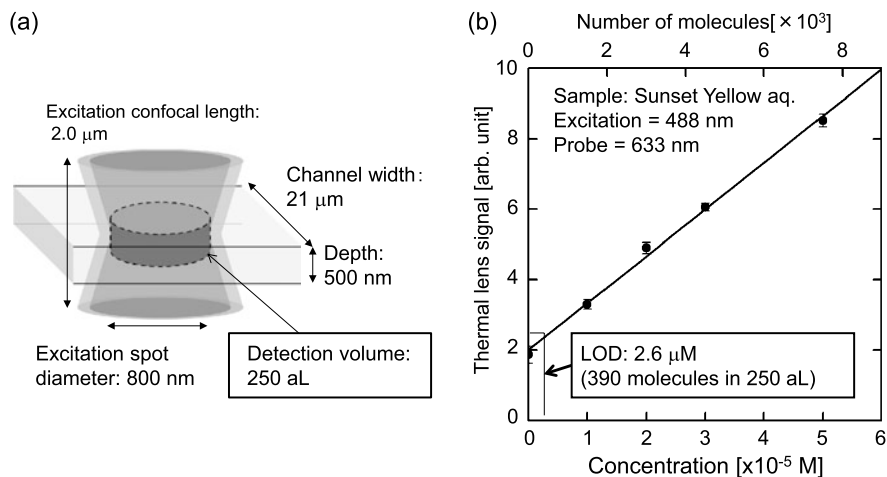 (a)
Excitation confocal length:
2.0 μm
Channel width:
21 μm
Depth:
500 nm
Excitation spot
diameter: 800 nm
Detection volume:
250 aL
(b)
Number of molecules[×10³]
0 2 4 6 8
Thermal lens signal [arb. unit]
10
8
6
4
2
0
Sample: Sunset Yellow aq.
Excitation = 488 nm
Probe = 633 nm
LOD: 2.6 μM
(390 molecules in 250 aL)
0 1 2 3 4 5 6
Concentration [x10⁻⁵ M]